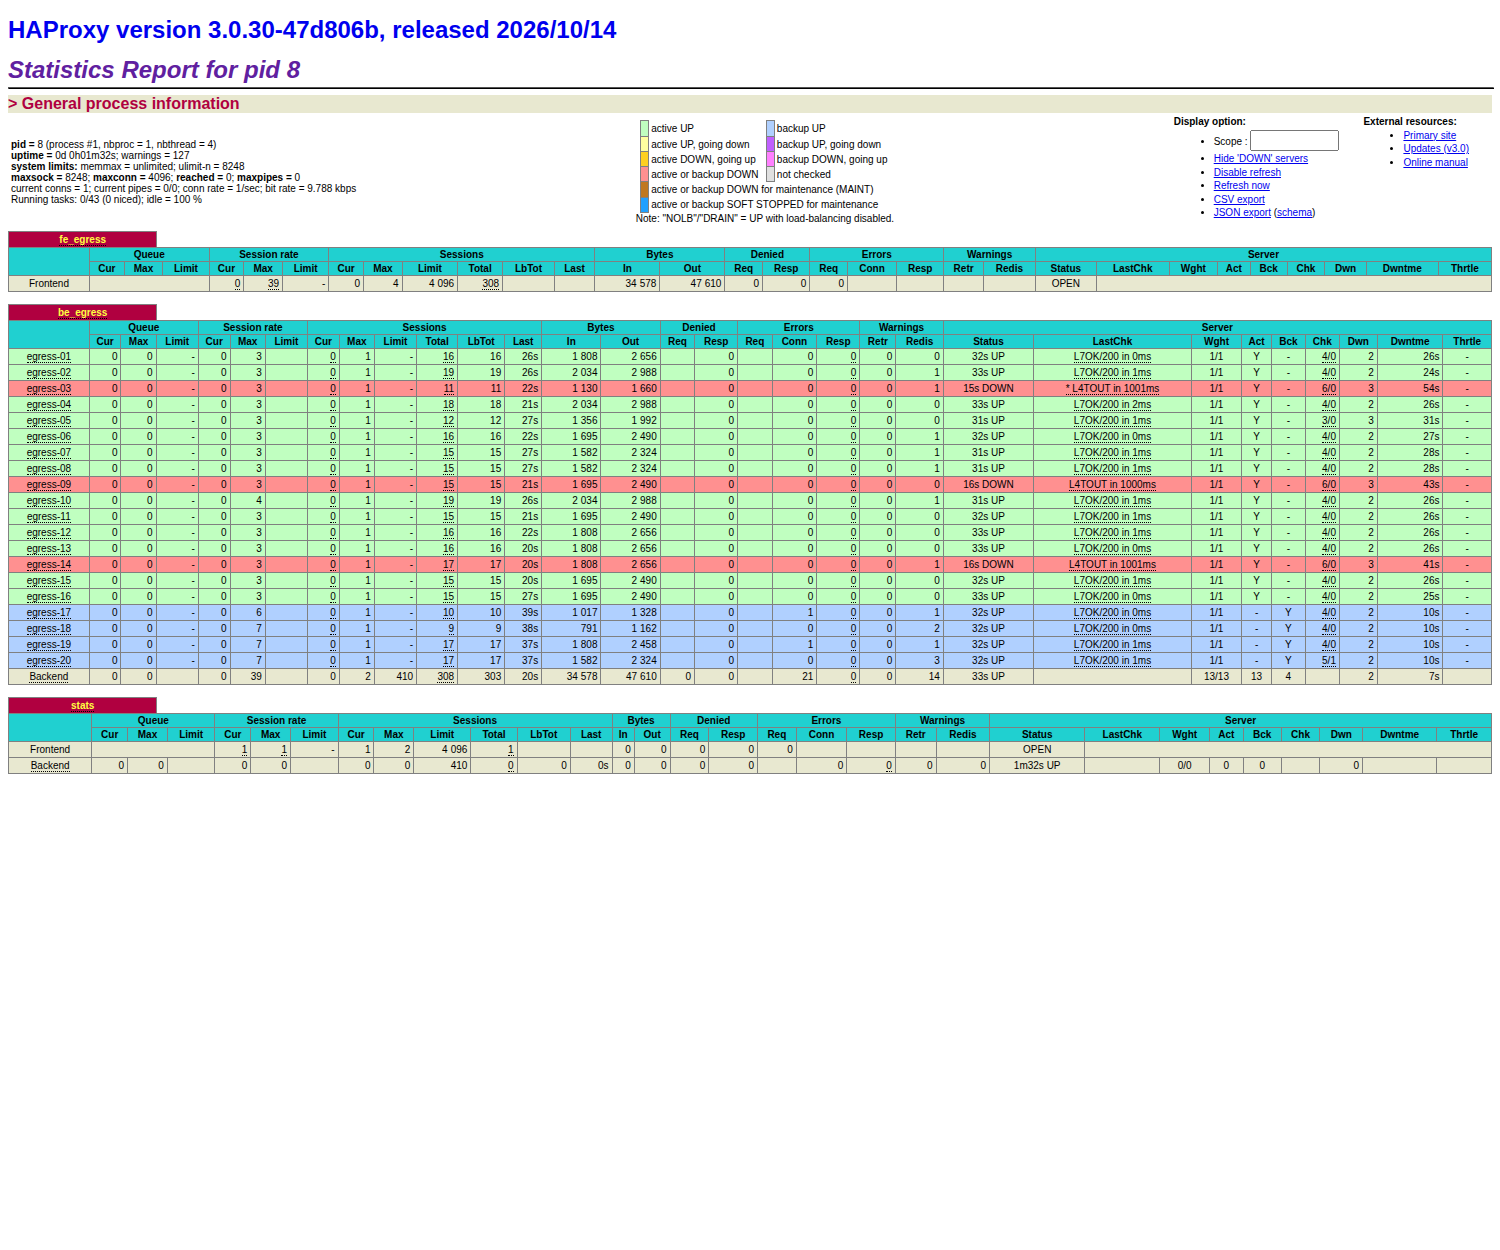 HAProxy version 3.0.30-47d806b, released 2026/10/14
Statistics Report for pid 8
> General process information
pid = 8 (process #1, nbproc = 1, nbthread = 4)
uptime = 0d 0h01m32s; warnings = 127
system limits: memmax = unlimited; ulimit-n = 8248
maxsock = 8248; maxconn = 4096; reached = 0; maxpipes = 0
current conns = 1; current pipes = 0/0; conn rate = 1/sec; bit rate = 9.788 kbps
Running tasks: 0/43 (0 niced); idle = 100 %
active UP backup UP
active UP, going down backup UP, going down
active DOWN, going up backup DOWN, going up
active or backup DOWN not checked
active or backup DOWN for maintenance (MAINT)
active or backup SOFT STOPPED for maintenance
Note: "NOLB"/"DRAIN" = UP with load-balancing disabled.
Display option:
• Scope :
• Hide 'DOWN' servers
• Disable refresh
• Refresh now
• CSV export
• JSON export (schema)
External resources:
• Primary site
• Updates (v3.0)
• Online manual
fe_egress
Queue Session rate Sessions Bytes Denied Errors Warnings Server
Cur Max Limit Cur Max Limit Cur Max Limit Total LbTot Last In Out Req Resp Req Conn Resp Retr Redis Status LastChk Wght Act Bck Chk Dwn Dwntme Thrtle
Frontend 0 39 - 0 4 4 096 308 34 578 47 610 0 0 0 OPEN
be_egress
Queue Session rate Sessions Bytes Denied Errors Warnings Server
Cur Max Limit Cur Max Limit Cur Max Limit Total LbTot Last In Out Req Resp Req Conn Resp Retr Redis Status LastChk Wght Act Bck Chk Dwn Dwntme Thrtle
egress-01 0 0 - 0 3 0 1 - 16 16 26s 1 808 2 656 0 0 0 0 0 32s UP L7OK/200 in 0ms 1/1 Y - 4/0 2 26s -
egress-02 0 0 - 0 3 0 1 - 19 19 26s 2 034 2 988 0 0 0 0 1 33s UP L7OK/200 in 1ms 1/1 Y - 4/0 2 24s -
egress-03 0 0 - 0 3 0 1 - 11 11 22s 1 130 1 660 0 0 0 0 1 15s DOWN * L4TOUT in 1001ms 1/1 Y - 6/0 3 54s -
egress-04 0 0 - 0 3 0 1 - 18 18 21s 2 034 2 988 0 0 0 0 0 33s UP L7OK/200 in 2ms 1/1 Y - 4/0 2 26s -
egress-05 0 0 - 0 3 0 1 - 12 12 27s 1 356 1 992 0 0 0 0 0 31s UP L7OK/200 in 1ms 1/1 Y - 3/0 3 31s -
egress-06 0 0 - 0 3 0 1 - 16 16 22s 1 695 2 490 0 0 0 0 1 32s UP L7OK/200 in 0ms 1/1 Y - 4/0 2 27s -
egress-07 0 0 - 0 3 0 1 - 15 15 27s 1 582 2 324 0 0 0 0 1 31s UP L7OK/200 in 1ms 1/1 Y - 4/0 2 28s -
egress-08 0 0 - 0 3 0 1 - 15 15 27s 1 582 2 324 0 0 0 0 1 31s UP L7OK/200 in 1ms 1/1 Y - 4/0 2 28s -
egress-09 0 0 - 0 3 0 1 - 15 15 21s 1 695 2 490 0 0 0 0 0 16s DOWN L4TOUT in 1000ms 1/1 Y - 6/0 3 43s -
egress-10 0 0 - 0 4 0 1 - 19 19 26s 2 034 2 988 0 0 0 0 1 31s UP L7OK/200 in 1ms 1/1 Y - 4/0 2 26s -
egress-11 0 0 - 0 3 0 1 - 15 15 21s 1 695 2 490 0 0 0 0 0 32s UP L7OK/200 in 1ms 1/1 Y - 4/0 2 26s -
egress-12 0 0 - 0 3 0 1 - 16 16 22s 1 808 2 656 0 0 0 0 0 33s UP L7OK/200 in 1ms 1/1 Y - 4/0 2 26s -
egress-13 0 0 - 0 3 0 1 - 16 16 20s 1 808 2 656 0 0 0 0 0 33s UP L7OK/200 in 0ms 1/1 Y - 4/0 2 26s -
egress-14 0 0 - 0 3 0 1 - 17 17 20s 1 808 2 656 0 0 0 0 1 16s DOWN L4TOUT in 1001ms 1/1 Y - 6/0 3 41s -
egress-15 0 0 - 0 3 0 1 - 15 15 20s 1 695 2 490 0 0 0 0 0 32s UP L7OK/200 in 1ms 1/1 Y - 4/0 2 26s -
egress-16 0 0 - 0 3 0 1 - 15 15 27s 1 695 2 490 0 0 0 0 0 33s UP L7OK/200 in 0ms 1/1 Y - 4/0 2 25s -
egress-17 0 0 - 0 6 0 1 - 10 10 39s 1 017 1 328 0 1 0 0 1 32s UP L7OK/200 in 0ms 1/1 - Y 4/0 2 10s -
egress-18 0 0 - 0 7 0 1 - 9 9 38s 791 1 162 0 0 0 0 2 32s UP L7OK/200 in 0ms 1/1 - Y 4/0 2 10s -
egress-19 0 0 - 0 7 0 1 - 17 17 37s 1 808 2 458 0 1 0 0 1 32s UP L7OK/200 in 1ms 1/1 - Y 4/0 2 10s -
egress-20 0 0 - 0 7 0 1 - 17 17 37s 1 582 2 324 0 0 0 0 3 32s UP L7OK/200 in 1ms 1/1 - Y 5/1 2 10s -
Backend 0 0 0 39 0 2 410 308 303 20s 34 578 47 610 0 0 21 0 0 14 33s UP 13/13 13 4 2 7s
stats
Queue Session rate Sessions Bytes Denied Errors Warnings Server
Cur Max Limit Cur Max Limit Cur Max Limit Total LbTot Last In Out Req Resp Req Conn Resp Retr Redis Status LastChk Wght Act Bck Chk Dwn Dwntme Thrtle
Frontend 1 1 - 1 2 4 096 1 0 0 0 0 0 OPEN
Backend 0 0 0 0 0 0 410 0 0 0s 0 0 0 0 0 0 0 0 1m32s UP 0/0 0 0 0